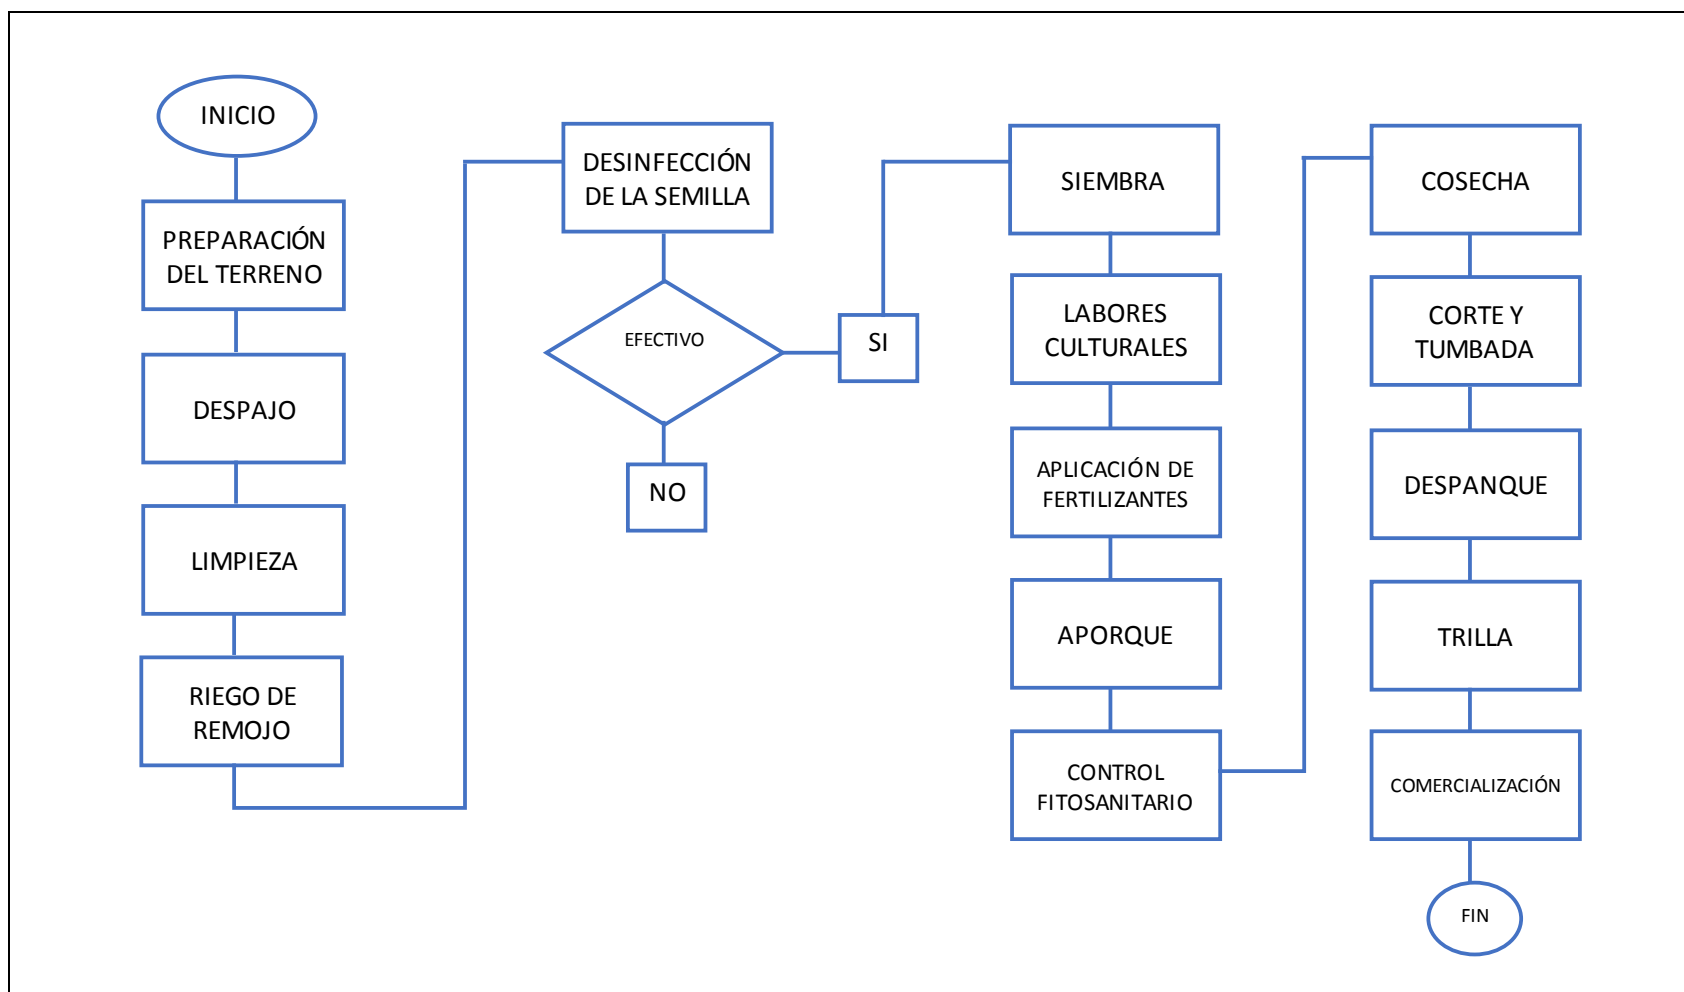 INICIO
PREPARACIÓN
DEL TERRENO
DESPAJO
LIMPIEZA
RIEGO DE
REMOJO
DESINFECCIÓN
DE LA SEMILLA
EFECTIVO
SI
NO
SIEMBRA
LABORES
CULTURALES
APLICACIÓN DE
FERTILIZANTES
APORQUE
CONTROL
FITOSANITARIO
COSECHA
CORTE Y
TUMBADA
DESPANQUE
TRILLA
COMERCIALIZACIÓN
FIN